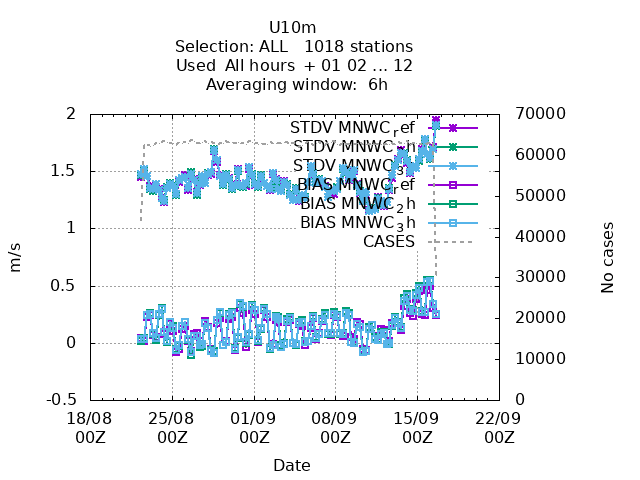 U10m
Selection: ALL 1018 stations
Used All hours + 01 02 ... 12
Averaging window: 6h
2
1.5
1
0.5
0
-0.5
m/s
70000
60000
50000
40000
30000
20000
10000
0
No cases
STDV MNWC_ref
STDV MNWC_2h
STDV MNWC_3h
BIAS MNWC_ref
BIAS MNWC_2h
BIAS MNWC_3h
CASES
18/08 25/08 01/09 08/09 15/09 22/09
00Z 00Z 00Z 00Z 00Z 00Z
Date